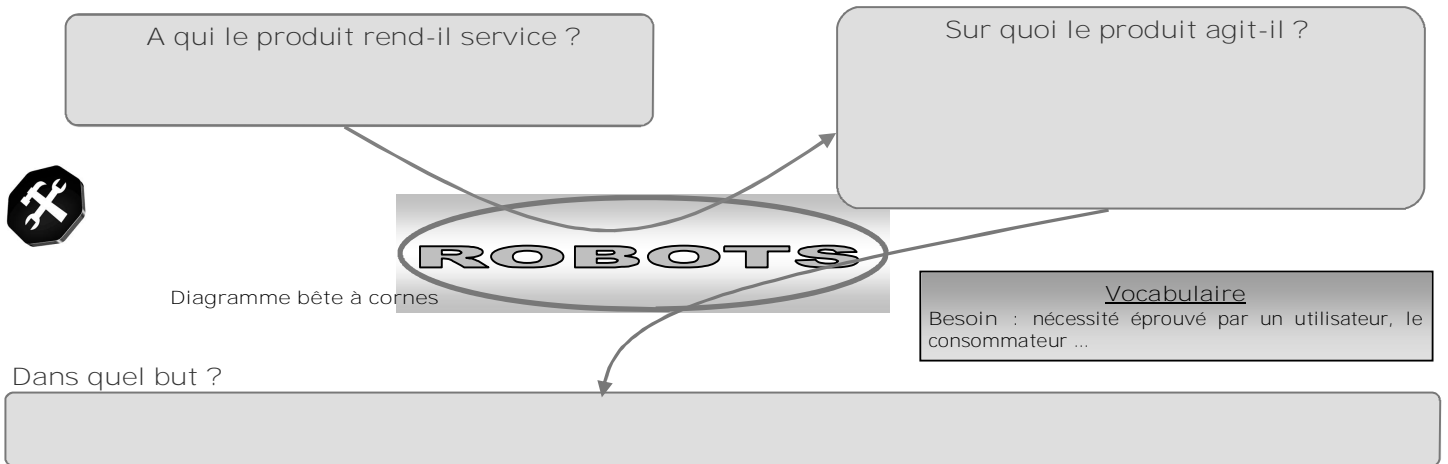 A qui le produit rend-il service ?
Sur quoi le produit agit-il ?
ROBOTS
Diagramme bête à cornes
Vocabulaire
Besoin : nécessité éprouvé par un utilisateur, le
consommateur ...
Dans quel but ?